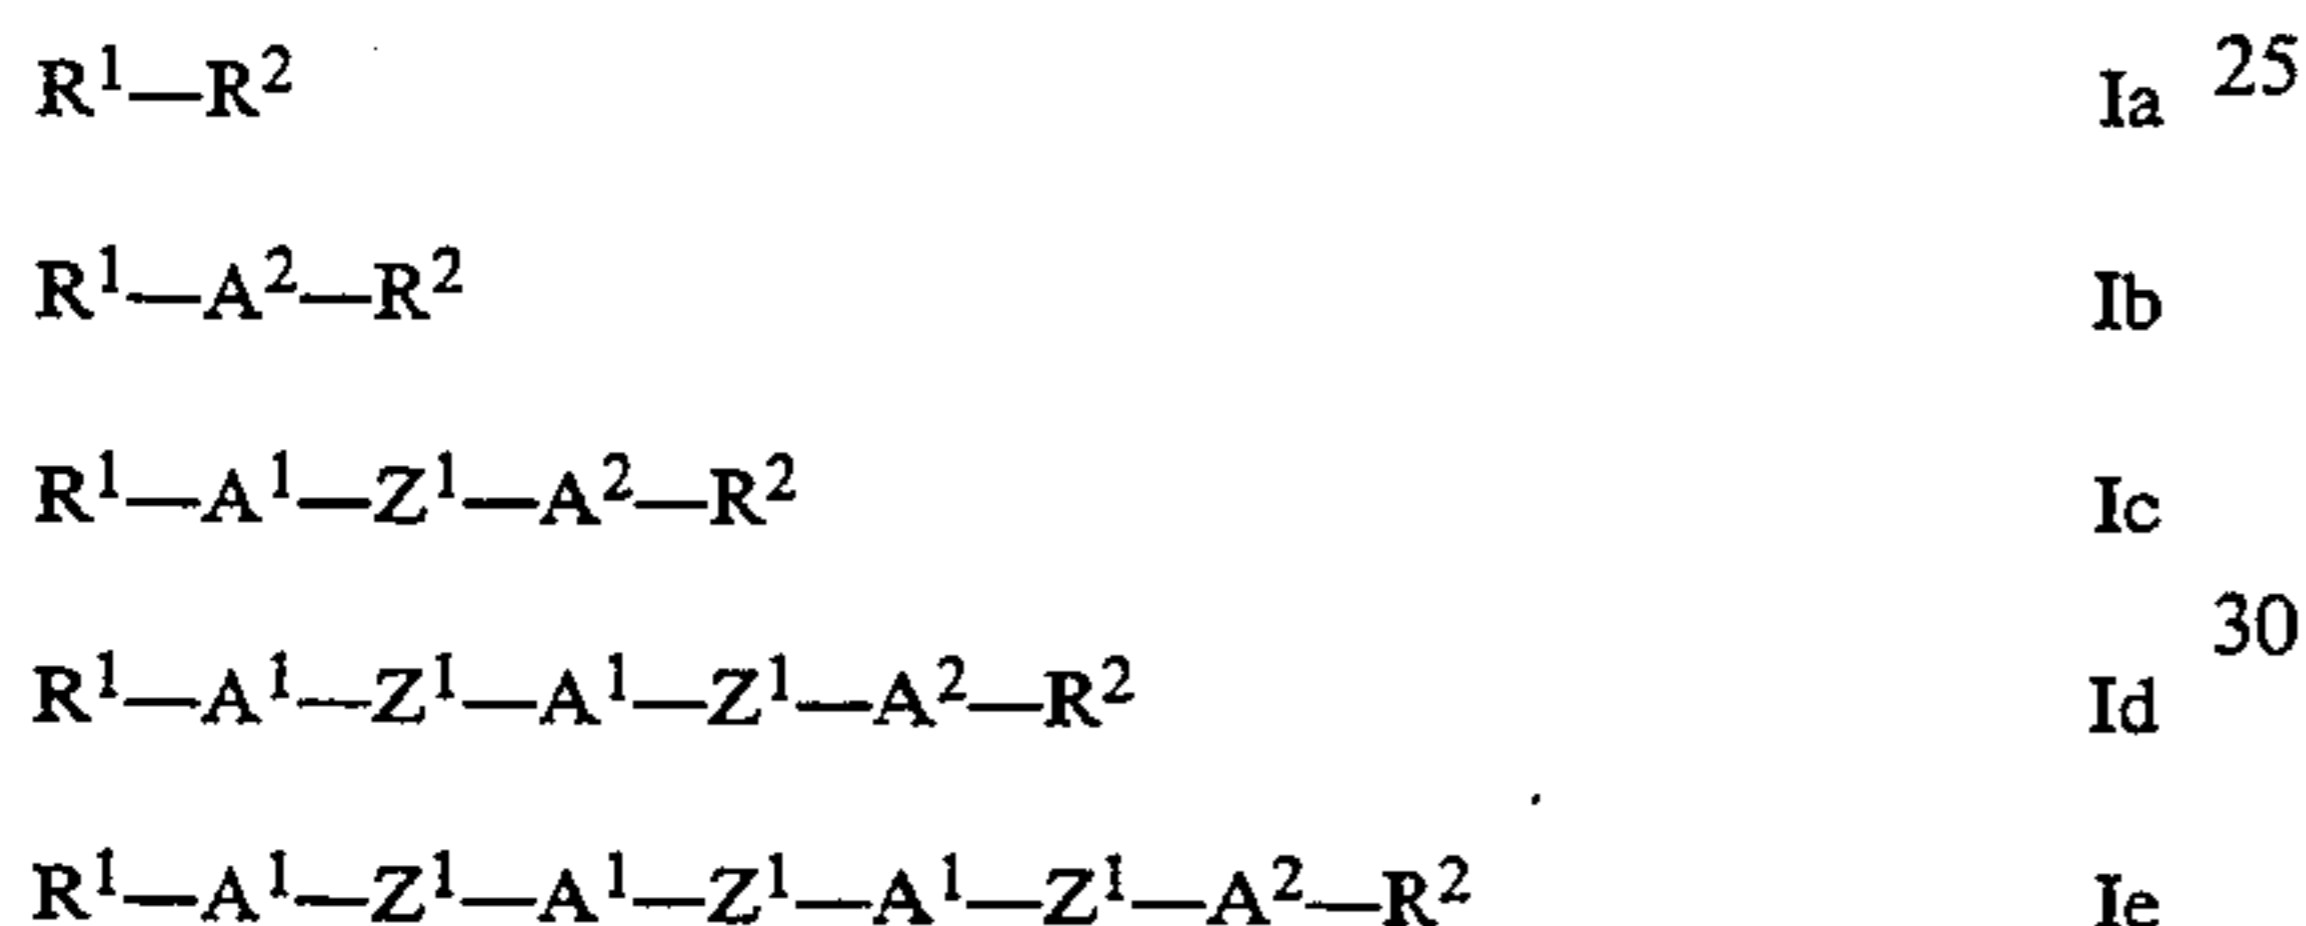 R¹—R² Ia 25
R¹—A²—R² Ib
R¹—A¹—Z¹—A²—R² Ic
30
R¹—A¹—Z¹—A¹—Z¹—A²—R² Id
R¹—A¹—Z¹—A¹—Z¹—A¹—Z¹—A²—R² Ie